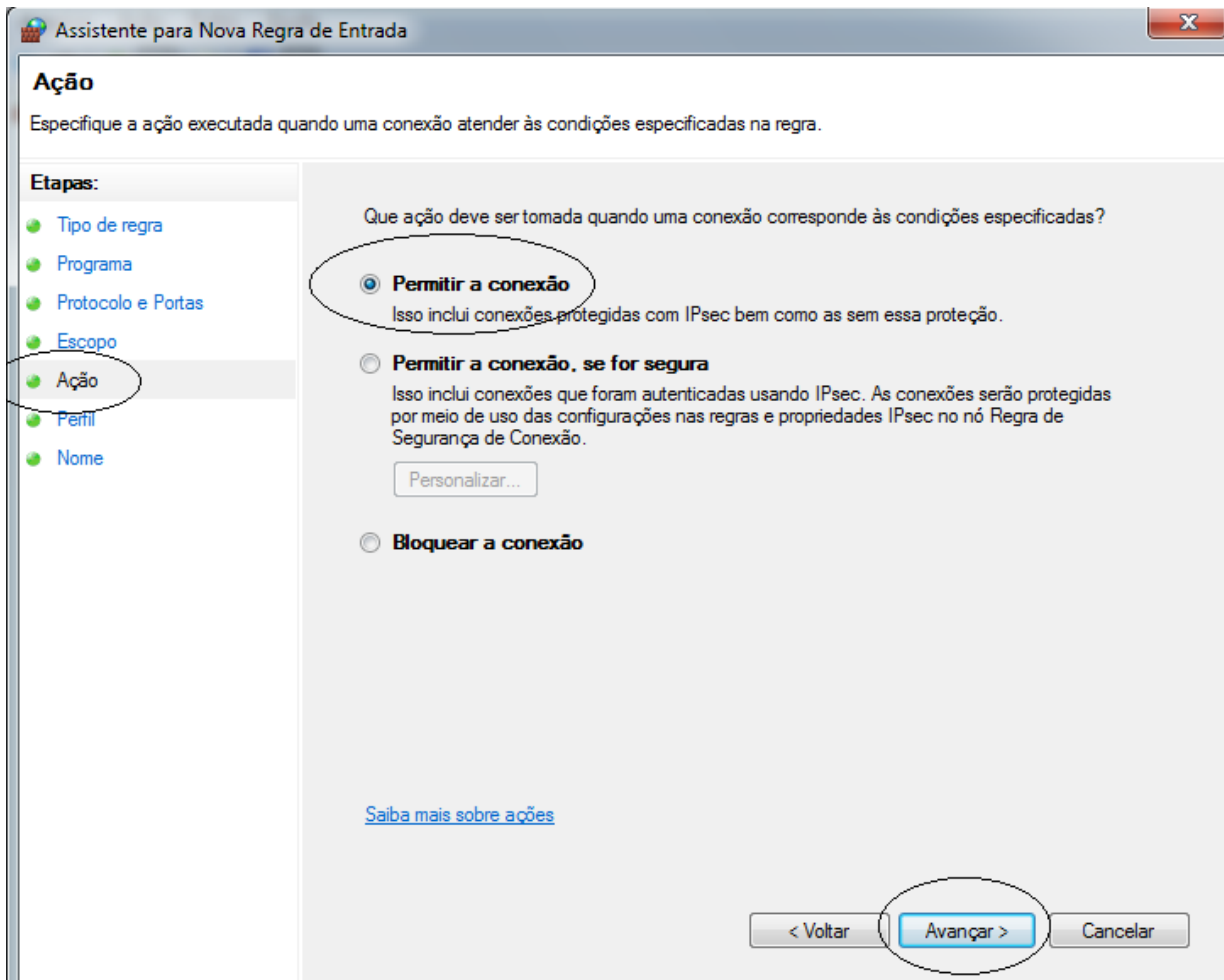 Assistente para Nova Regra de Entrada
Ação
Especifique a ação executada quando uma conexão atender às condições especificadas na regra.
Etapas:
Tipo de regra
Programa
Protocolo e Portas
Escopo
Ação
Perfil
Nome
Que ação deve ser tomada quando uma conexão corresponde às condições especificadas?
Permitir a conexão
Isso inclui conexões protegidas com IPsec bem como as sem essa proteção.
Permitir a conexão, se for segura
Isso inclui conexões que foram autenticadas usando IPsec. As conexões serão protegidas
por meio de uso das configurações nas regras e propriedades IPsec no nó Regra de
Segurança de Conexão.
Personalizar...
Bloquear a conexão
Saiba mais sobre ações
< Voltar
Avançar >
Cancelar